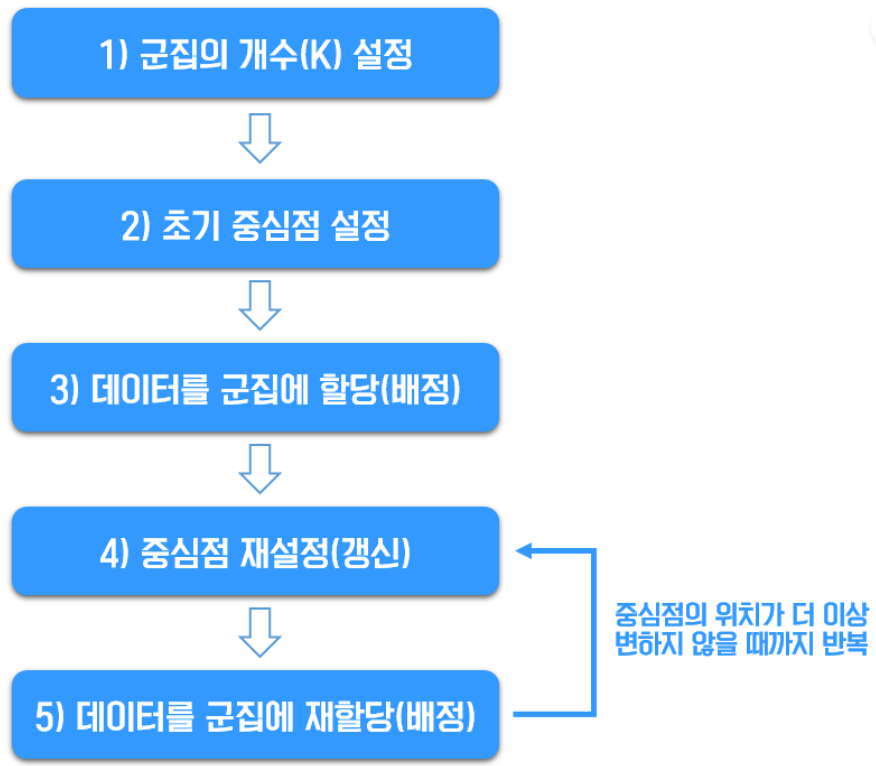 1) 군집의 개수(K) 설정
2) 초기 중심점 설정
3) 데이터를 군집에 할당(배정)
4) 중심점 재설정(갱신)
중심점의 위치가 더 이상
변하지 않을 때까지 반복
5) 데이터를 군집에 재할당(배정)